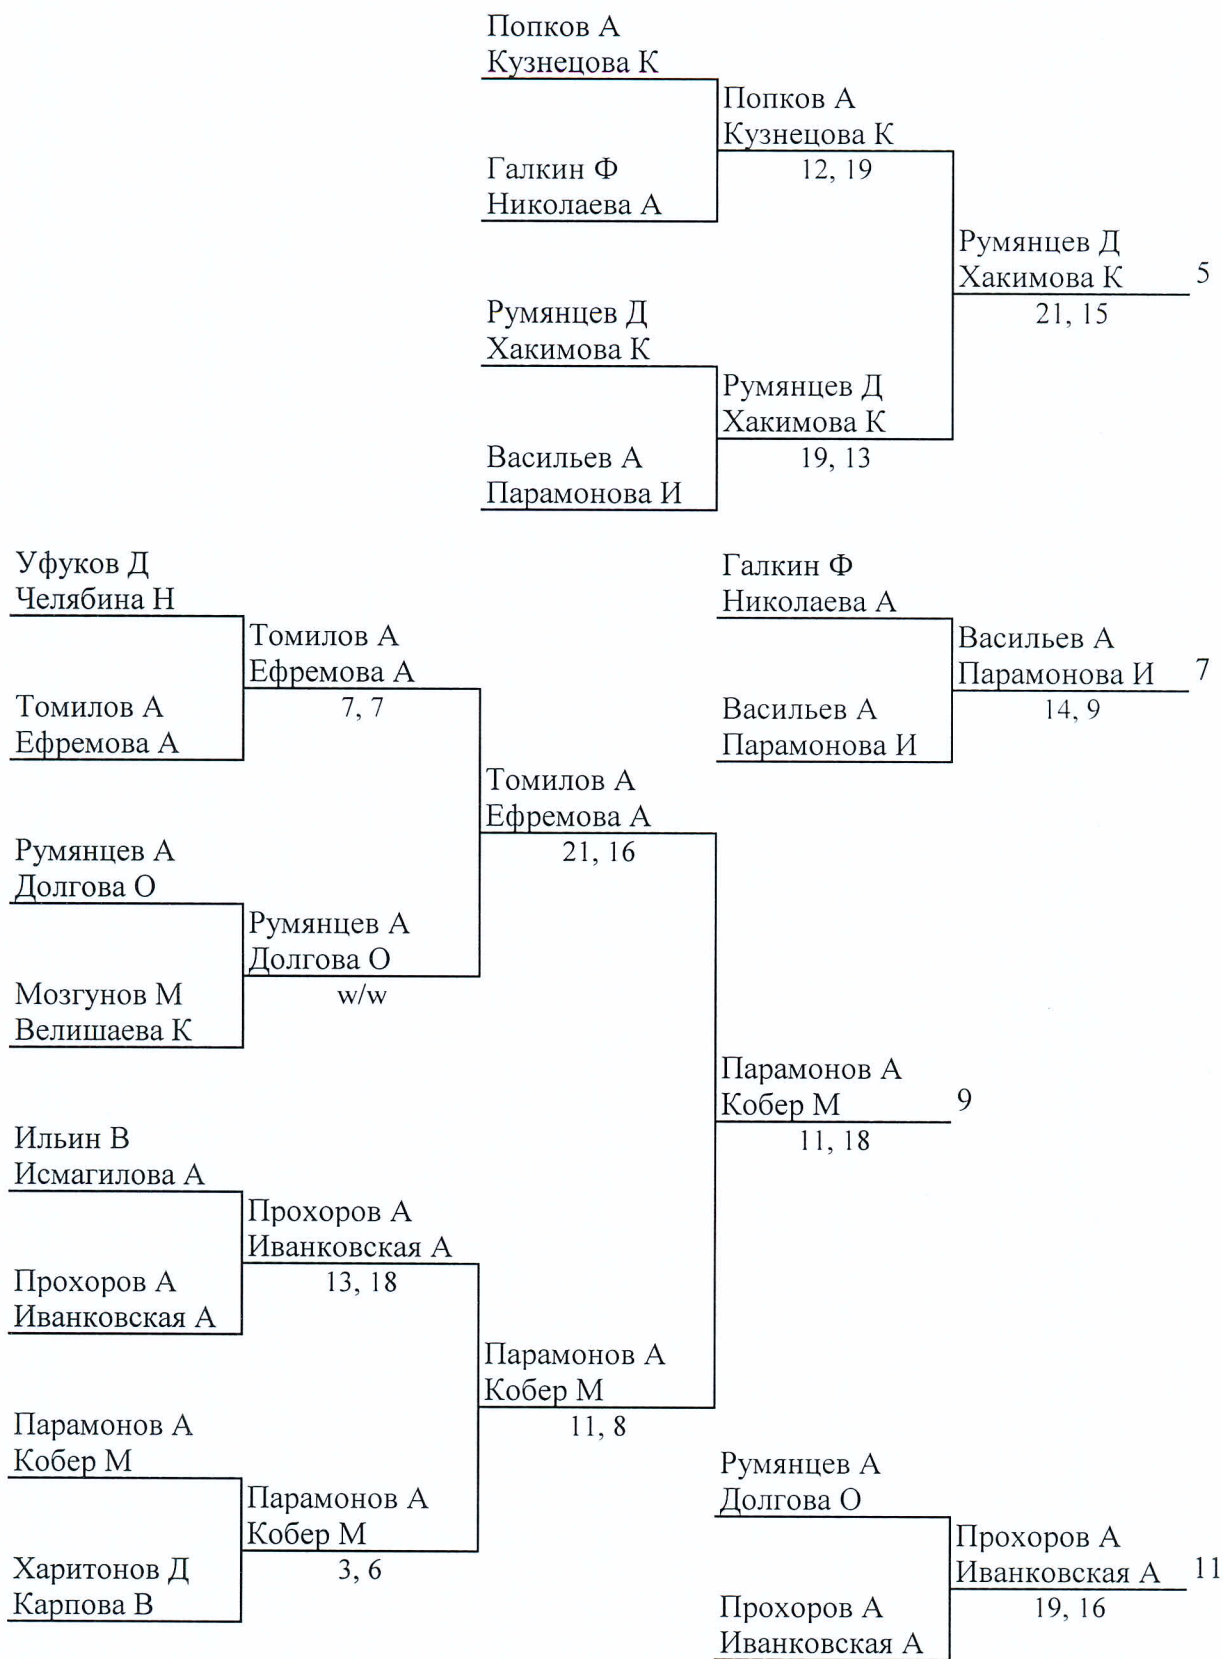 Попков А
Кузнецова К
Попков А
Кузнецова К
12, 19
Галкин Ф
Николаева А
Румянцев Д
Хакимова К
5
21, 15
Румянцев Д
Хакимова К
Румянцев Д
Хакимова К
19, 13
Васильев А
Парамонова И
Уфуков Д
Челябина Н
Томилов А
Ефремова А
7, 7
Томилов А
Ефремова А
Томилов А
Ефремова А
21, 16
Румянцев А
Долгова О
Румянцев А
Долгова О
w/w
Мозгунов М
Велишаева К
Галкин Ф
Николаева А
Васильев А
Парамонова И
7
14, 9
Васильев А
Парамонова И
Парамонов А
Кобер М
9
11, 18
Ильин В
Исмагилова А
Прохоров А
Иванковская А
13, 18
Прохоров А
Иванковская А
Парамонов А
Кобер М
11, 8
Парамонов А
Кобер М
Парамонов А
Кобер М
3, 6
Харитонов Д
Карпова В
Румянцев А
Долгова О
Прохоров А
Иванковская А
11
19, 16
Прохоров А
Иванковская А